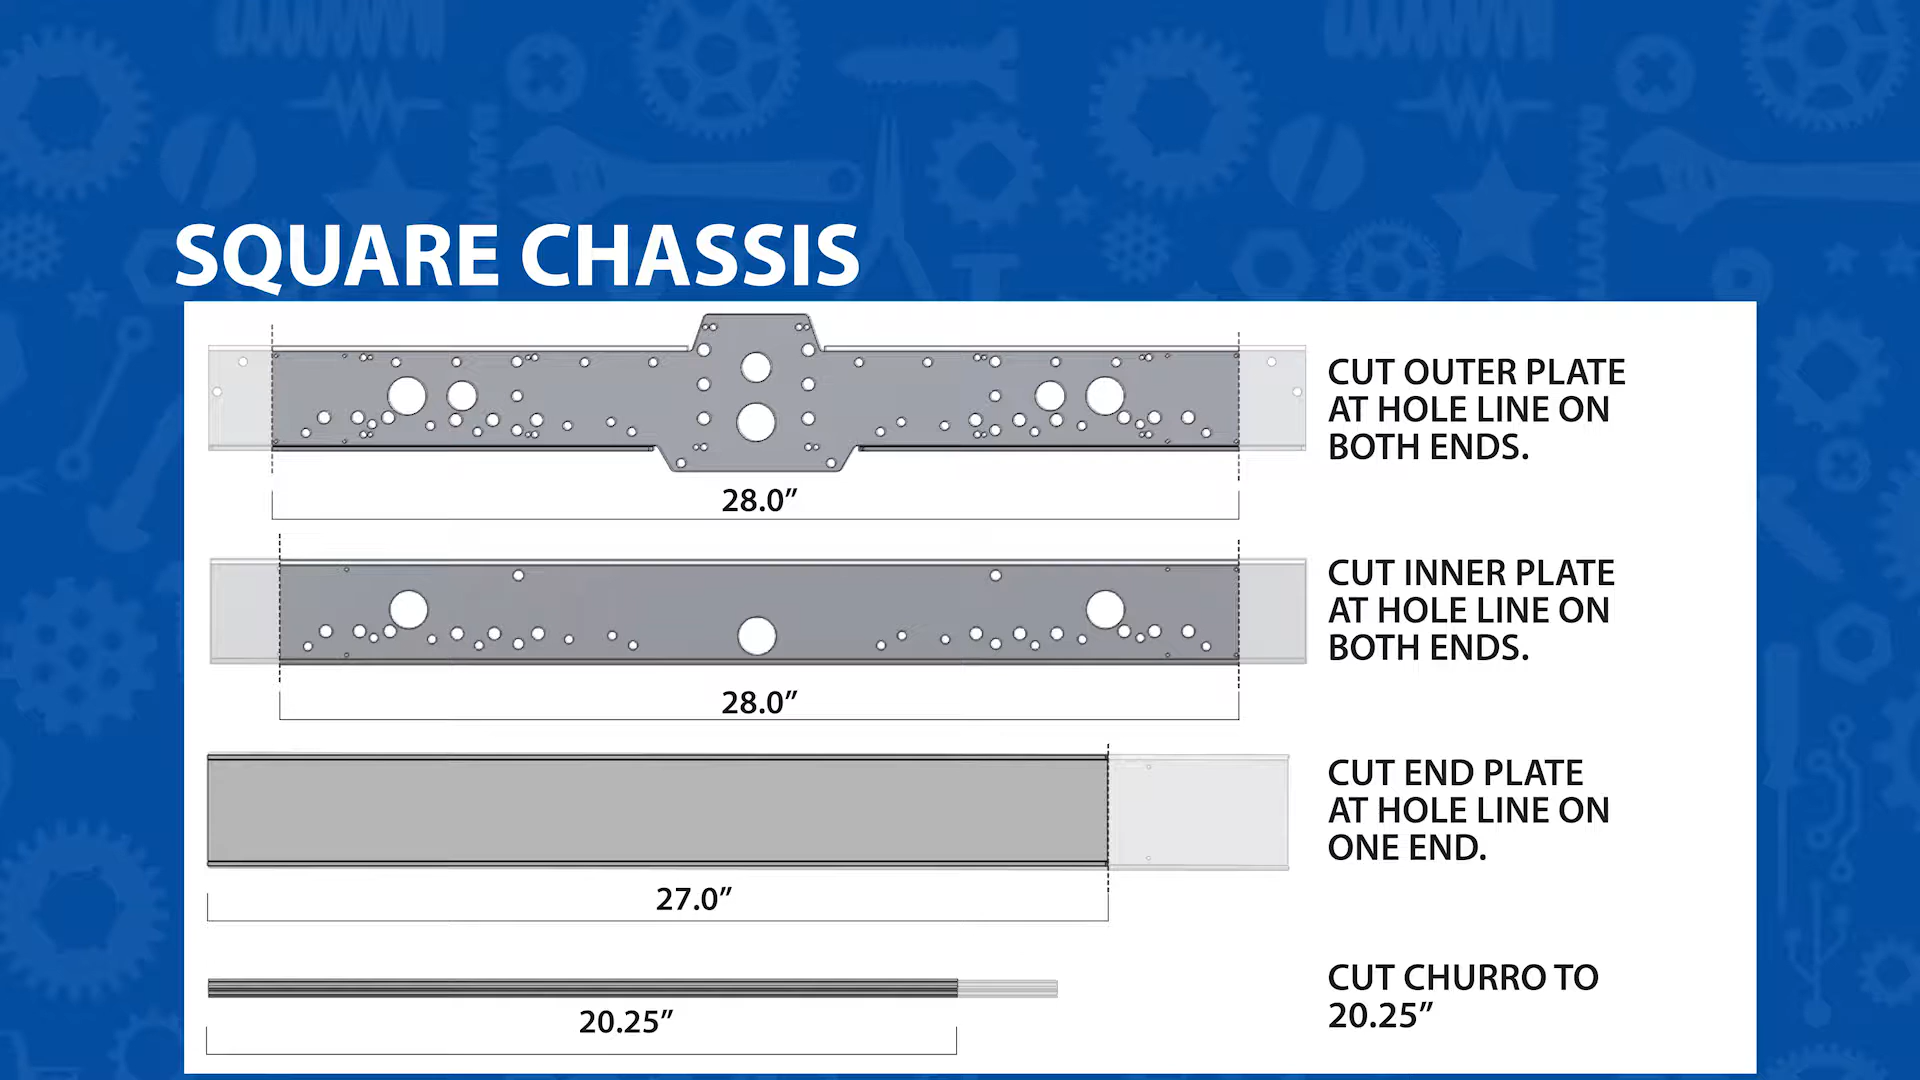 SQUARE CHASSIS
CUT OUTER PLATE
AT HOLE LINE ON
BOTH ENDS.
28.0”
CUT INNER PLATE
AT HOLE LINE ON
BOTH ENDS.
28.0”
CUT END PLATE
AT HOLE LINE ON
ONE END.
27.0”
CUT CHURRO TO
20.25”
20.25”